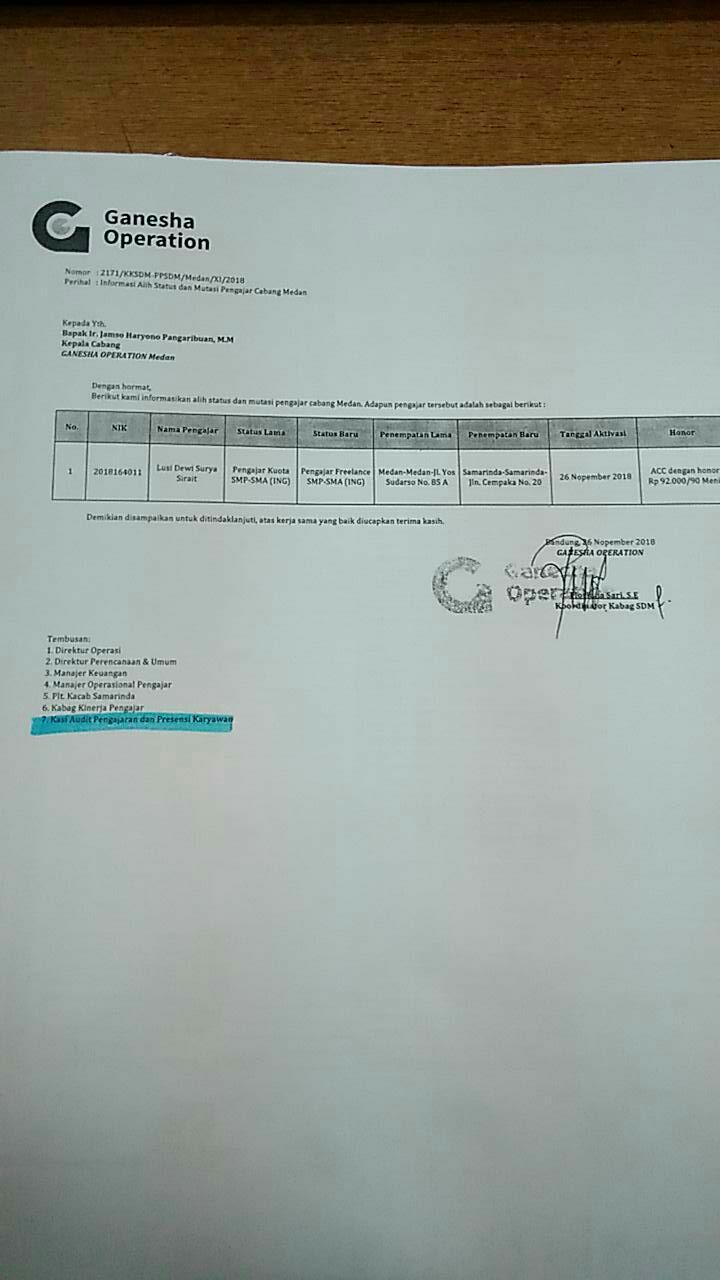 Ganesha
Operation
Nomor : 2171/KKSDM-PPSDM/Medan/XI/2018
Perihal : Informasi Alih Status dan Mutasi Pengajar Cabang Medan
Kepada Yth.
Bapak Ir. Jamso Haryono Pangaribuan, M.M
Kepala Cabang
GANESHA OPERATION Medan
Dengan hormat,
Berikut kami informasikan alih status dan mutasi pengajar cabang Medan. Adapun pengajar tersebut adalah sebagai berikut :
No. NIK Nama Pengajar Status Lama Status Baru Penempatan Lama Penempatan Baru Tanggal Aktivasi Honor
1 2018164011 Lusi Dewi Surya Pengajar Kuota Pengajar Freelance Medan-Medan-Jl. Yos Samarinda-Samarinda- 26 Nopember 2018 ACC dengan honor
Sirait SMP-SMA (ING) SMP-SMA (ING) Sudarso No. 85 A Jln. Cempaka No. 20 Rp 92.000/90 Meni
Demikian disampaikan untuk ditindaklanjuti, atas kerja sama yang baik diucapkan terima kasih.
Bandung, 26 Nopember 2018
GANESHA OPERATION
Ganesha
Operation
Sari, S.E
Koordinator Kabag SDM
Tembusan:
1. Direktur Operasi
2. Direktur Perencanaan & Umum
3. Manajer Keuangan
4. Manajer Operasional Pengajar
5. Plt. Kacab Samarinda
6. Kabag Kinerja Pengajar
7. Kasi Audit Pengajaran dan Presensi Karyawan